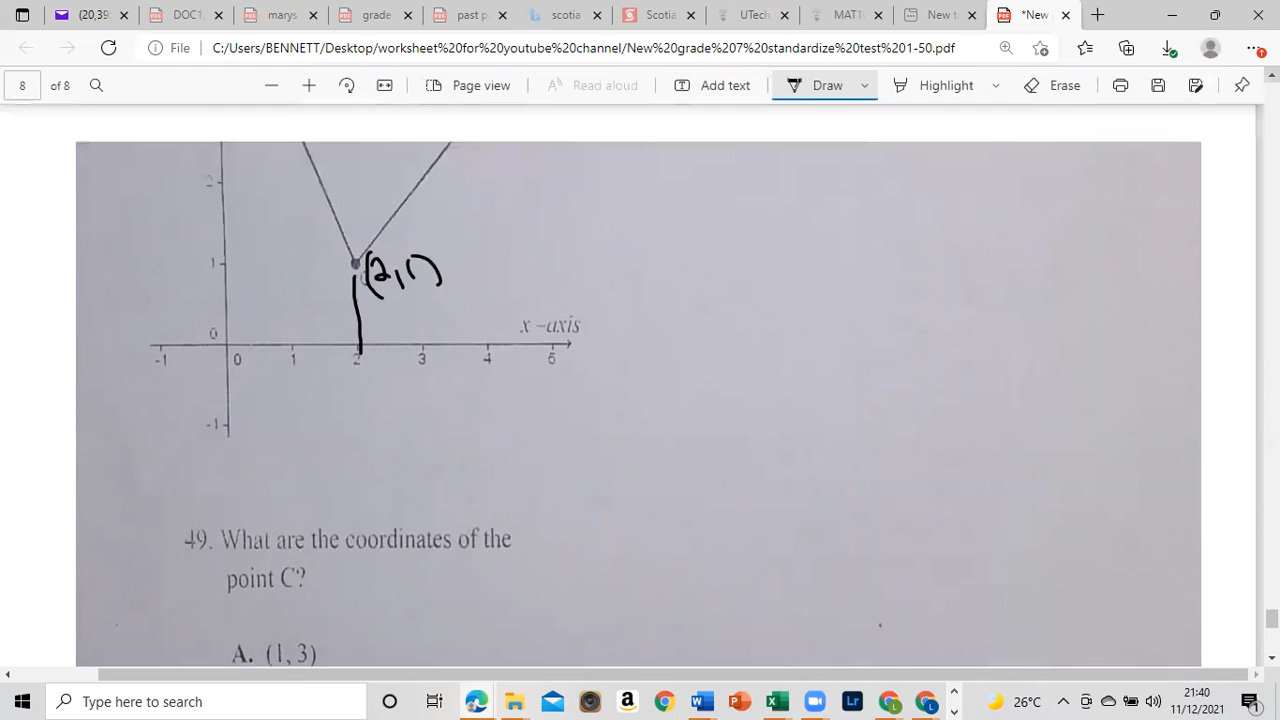 (20,39
DOC1
marys
grade
past p
scotia
Scotia
UTech
MAT10
New t
*New
File
C:/Users/BENNETT/Desktop/worksheet%20for%20youtube%20channel/New%20grade%207%20standardize%20test%201-50.pdf
8 of 8
Page view
Read aloud
Add text
Draw
Highlight
Erase
2
1
(2,1)
0
x -axis
-1 0 1 2 3 4 5
-1
49. What are the coordinates of the
point C?
A. (1, 3)
Type here to search
26°C
21:40
11/12/2021